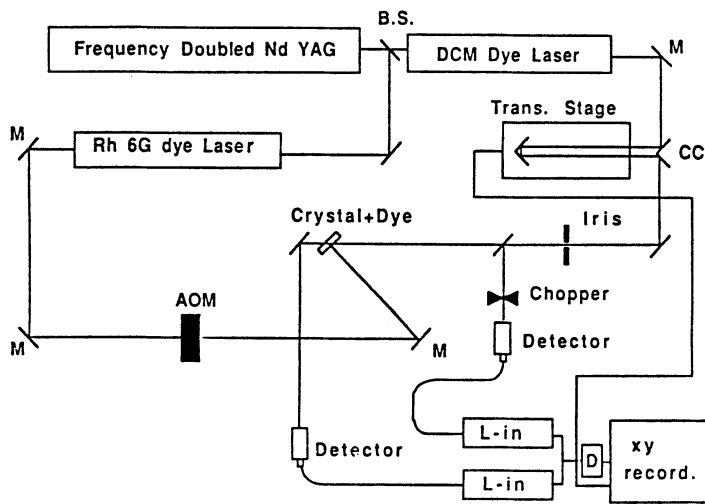 B.S.
Frequency Doubled Nd YAG
DCM Dye Laser
M
Trans. Stage
M
Rh 6G dye Laser
CC
Crystal+Dye
Iris
AOM
Chopper
M
M
Detector
Detector
L-in
L-in
D
xy
record.